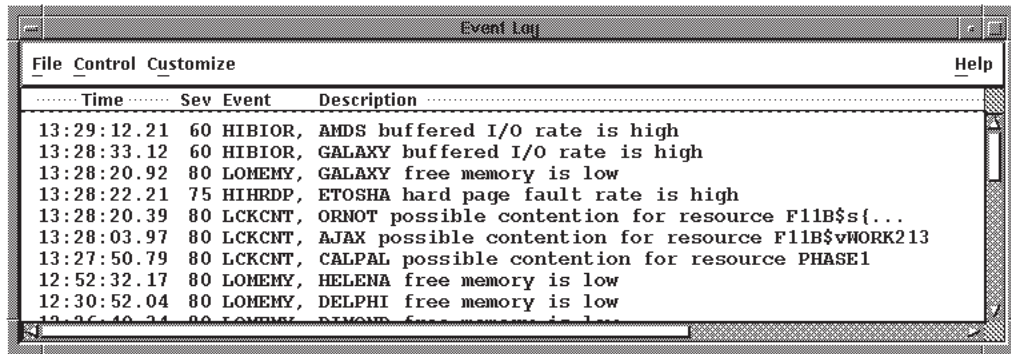 Event Log
File Control Customize Help
Time Sev Event Description
13:29:12.21 60 HIBIOR, AMDS buffered I/O rate is high
13:28:33.12 60 HIBIOR, GALAXY buffered I/O rate is high
13:28:20.92 80 LOMEMY, GALAXY free memory is low
13:28:22.21 75 HIHRDP, ETOSHA hard page fault rate is high
13:28:20.39 80 LCKCNT, ORNOT possible contention for resource F11B$s{...
13:28:03.97 80 LCKCNT, AJAX possible contention for resource F11B$vWORK213
13:27:50.79 80 LCKCNT, CALPAL possible contention for resource PHASE1
12:52:32.17 80 LOMEMY, HELENA free memory is low
12:30:52.04 80 LOMEMY, DELPHI free memory is low
80 LOMEMY, free memory is low